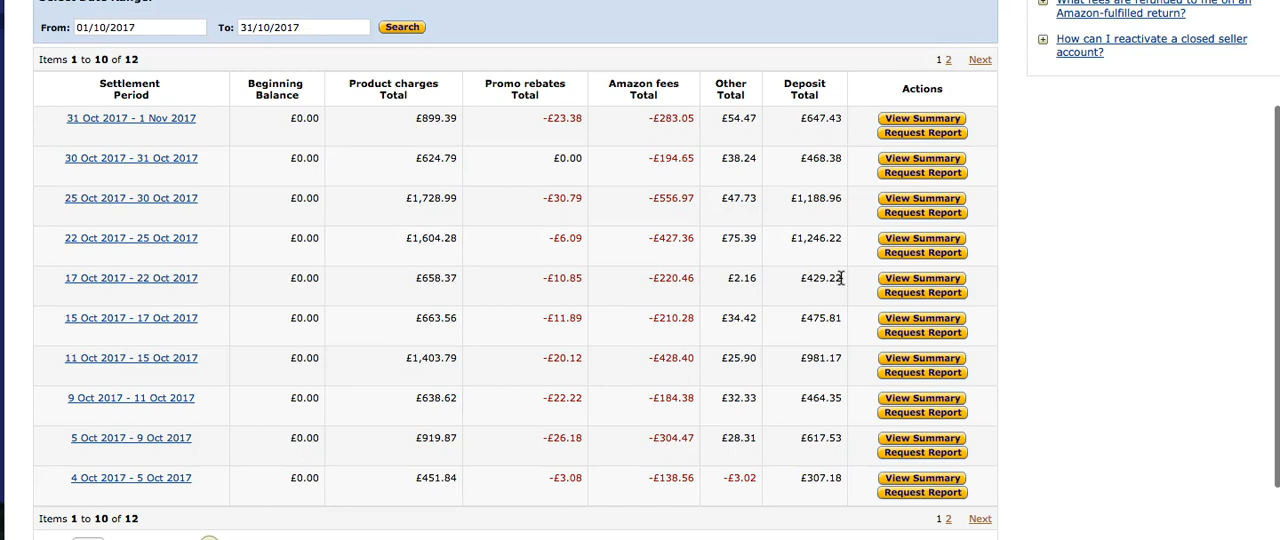 From: 01/10/2017 To: 31/10/2017 Search
Items 1 to 10 of 12 1 2 Next
Settlement Period Beginning Balance Product charges Total Promo rebates Total Amazon fees Total Other Total Deposit Total Actions
31 Oct 2017 - 1 Nov 2017 £0.00 £899.39 -£23.38 -£283.05 £54.47 £647.43 View Summary
Request Report
30 Oct 2017 - 31 Oct 2017 £0.00 £624.79 £0.00 -£194.65 £38.24 £468.38 View Summary
Request Report
25 Oct 2017 - 30 Oct 2017 £0.00 £1,728.99 -£30.79 -£556.97 £47.73 £1,188.96 View Summary
Request Report
22 Oct 2017 - 25 Oct 2017 £0.00 £1,604.28 -£6.09 -£427.36 £75.39 £1,246.22 View Summary
Request Report
17 Oct 2017 - 22 Oct 2017 £0.00 £658.37 -£10.85 -£220.46 £2.16 £429.22 View Summary
Request Report
15 Oct 2017 - 17 Oct 2017 £0.00 £663.56 -£11.89 -£210.28 £34.42 £475.81 View Summary
Request Report
11 Oct 2017 - 15 Oct 2017 £0.00 £1,403.79 -£20.12 -£428.40 £25.90 £981.17 View Summary
Request Report
9 Oct 2017 - 11 Oct 2017 £0.00 £638.62 -£22.22 -£184.38 £32.33 £464.35 View Summary
Request Report
5 Oct 2017 - 9 Oct 2017 £0.00 £919.87 -£26.18 -£304.47 £28.31 £617.53 View Summary
Request Report
4 Oct 2017 - 5 Oct 2017 £0.00 £451.84 -£3.08 -£138.56 -£3.02 £307.18 View Summary
Request Report
Items 1 to 10 of 12 1 2 Next
What fees are refunded to me on an
Amazon-fulfilled return?
How can I reactivate a closed seller
account?